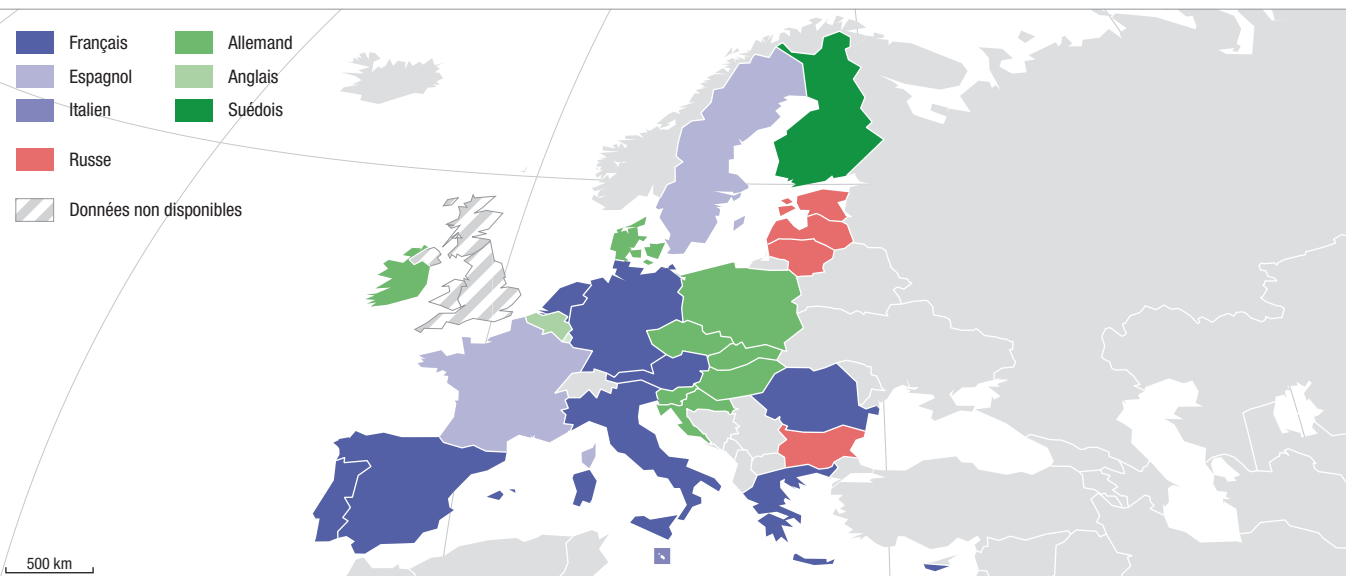 Français
Espagnol
Italien
Allemand
Anglais
Suédois
Russe
Données non disponibles
500 km